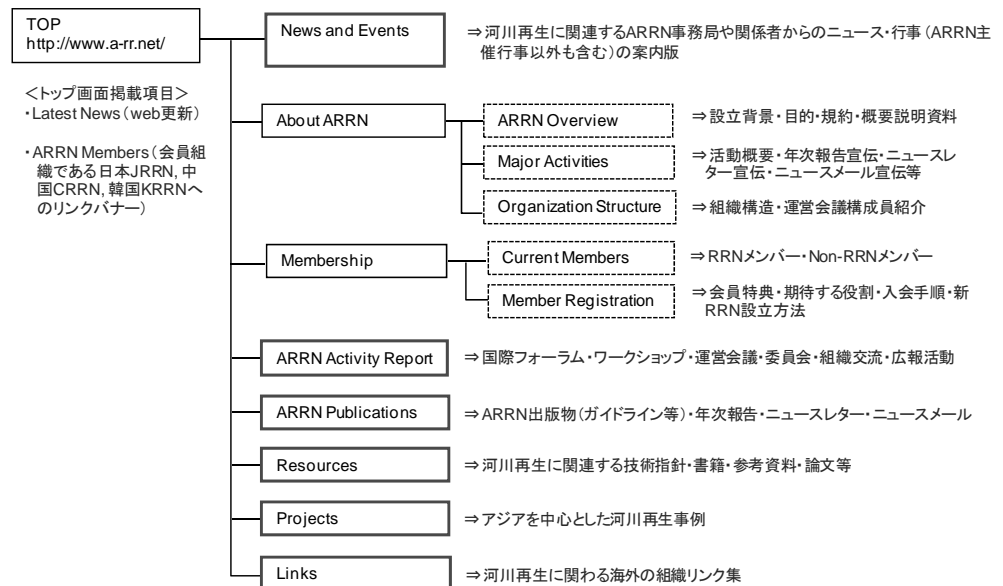 TOP
http://www.a-rr.net/
＜トップ画面掲載項目＞
・Latest News（web更新）
・ARRN Members（会員組
織である日本JRRN, 中
国CRRN, 韓国KRRNへ
のリンクバナー）
News and Events
⇒河川再生に関連するARRN事務局や関係者からのニュース・行事（ARRN主
催行事以外も含む）の案内版
About ARRN
ARRN Overview
⇒設立背景・目的・規約・概要説明資料
Major Activities
⇒活動概要・年次報告宣伝・ニュースレ
ター宣伝・ニュースメール宣伝等
Organization Structure
⇒組織構造・運営会議構成員紹介
Membership
Current Members
⇒RRNメンバー・Non-RRNメンバー
Member Registration
⇒会員特典・期待する役割・入会手順・新
RRN設立方法
ARRN Activity Report
⇒国際フォーラム・ワークショップ・運営会議・委員会・組織交流・広報活動
ARRN Publications
⇒ARRN出版物（ガイドライン等）・年次報告・ニュースレター・ニュースメール
Resources
⇒河川再生に関連する技術指針・書籍・参考資料・論文等
Projects
⇒アジアを中心とした河川再生事例
Links
⇒河川再生に関わる海外の組織リンク集